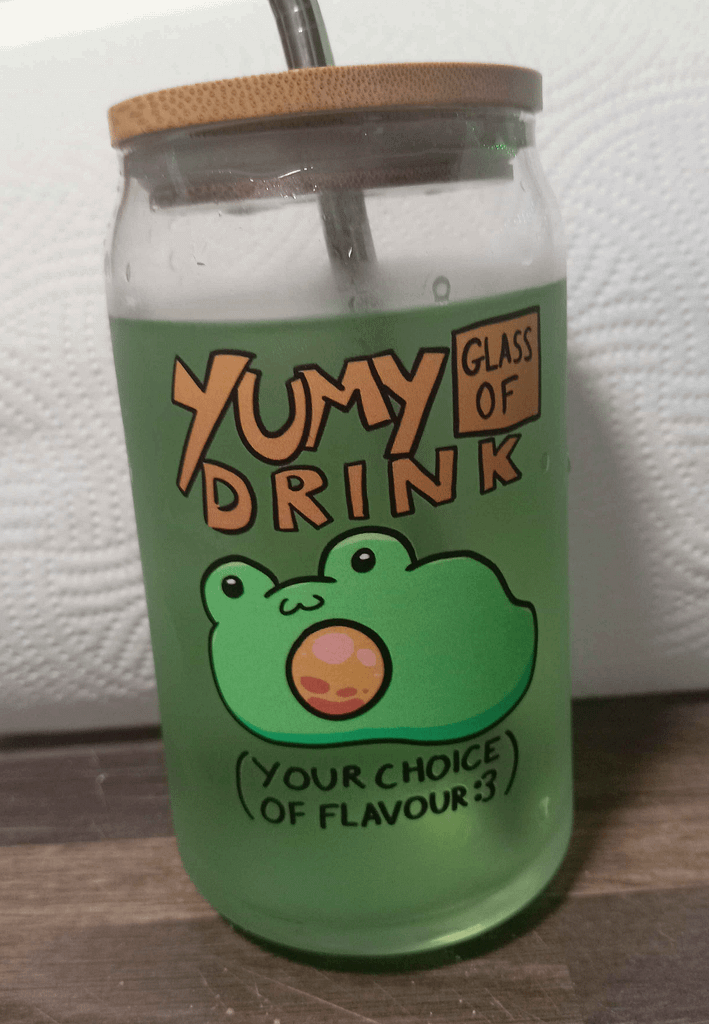 YUMY GLASS
OF
DRINK
(YOUR CHOICE
OF FLAVOUR :3)